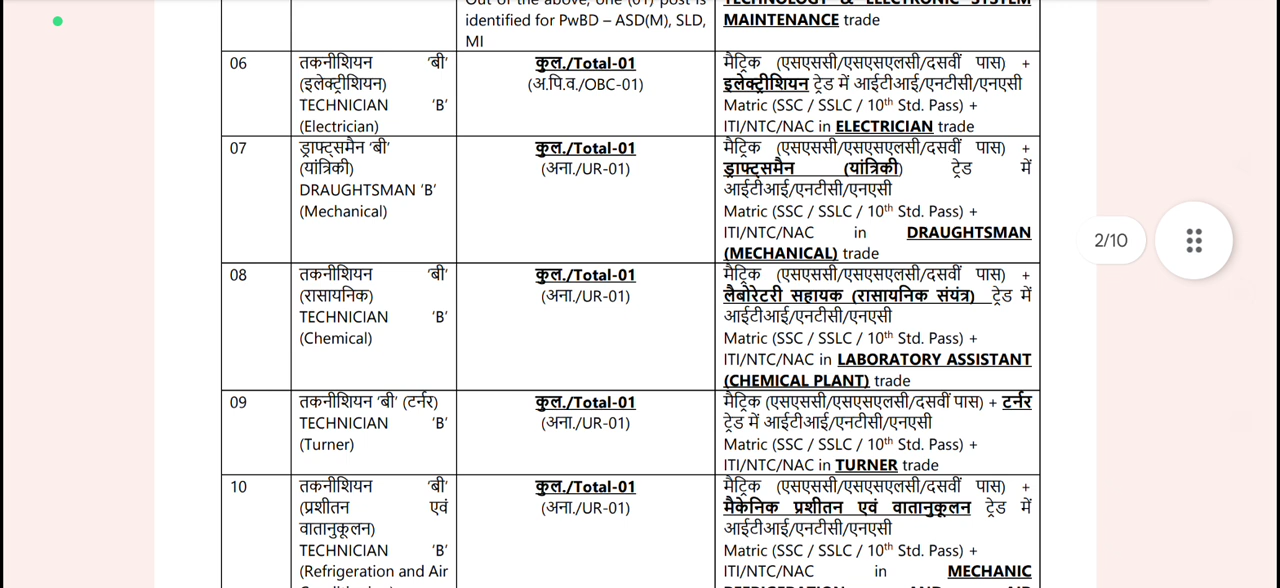 Out of the above, one (01) post is
identified for PwBD – ASD(M), SLD,
MI
TECHNOLOGY & ELECTRONIC SYSTEM
MAINTENANCE trade
06
तकनीशियन 'बी'
(इलेक्ट्रीशियन)
TECHNICIAN 'B'
(Electrician)
कुल./Total-01
(अ.पि.व./OBC-01)
मैट्रिक (एसएससी/एसएसएलसी/दसवीं पास) +
इलेक्ट्रीशियन ट्रेड में आईटीआई/एनटीसी/एनएसी
Matric (SSC / SSLC / 10th Std. Pass) +
ITI/NTC/NAC in ELECTRICIAN trade
07
ड्राफ्ट्समैन 'बी'
(यांत्रिकी)
DRAUGHTSMAN 'B'
(Mechanical)
कुल./Total-01
(अना./UR-01)
मैट्रिक (एसएससी/एसएसएलसी/दसवीं पास) +
ड्राफ्ट्समैन (यांत्रिकी) ट्रेड में
आईटीआई/एनटीसी/एनएसी
Matric (SSC / SSLC / 10th Std. Pass) +
ITI/NTC/NAC in DRAUGHTSMAN
(MECHANICAL) trade
08
तकनीशियन 'बी'
(रासायनिक)
TECHNICIAN 'B'
(Chemical)
कुल./Total-01
(अना./UR-01)
मैट्रिक (एसएससी/एसएसएलसी/दसवीं पास) +
लैबोरेटरी सहायक (रासायनिक संयंत्र) ट्रेड में
आईटीआई/एनटीसी/एनएसी
Matric (SSC / SSLC / 10th Std. Pass) +
ITI/NTC/NAC in LABORATORY ASSISTANT
(CHEMICAL PLANT) trade
09
तकनीशियन 'बी' (टर्नर)
TECHNICIAN 'B'
(Turner)
कुल./Total-01
(अना./UR-01)
मैट्रिक (एसएससी/एसएसएलसी/दसवीं पास) + टर्नर
ट्रेड में आईटीआई/एनटीसी/एनएसी
Matric (SSC / SSLC / 10th Std. Pass) +
ITI/NTC/NAC in TURNER trade
10
तकनीशियन 'बी'
(प्रशीतन एवं
वातानुकूलन)
TECHNICIAN 'B'
(Refrigeration and Air
कुल./Total-01
(अना./UR-01)
मैट्रिक (एसएससी/एसएसएलसी/दसवीं पास) +
मैकेनिक प्रशीतन एवं वातानुकूलन ट्रेड में
आईटीआई/एनटीसी/एनएसी
Matric (SSC / SSLC / 10th Std. Pass) +
ITI/NTC/NAC in MECHANIC
2/10